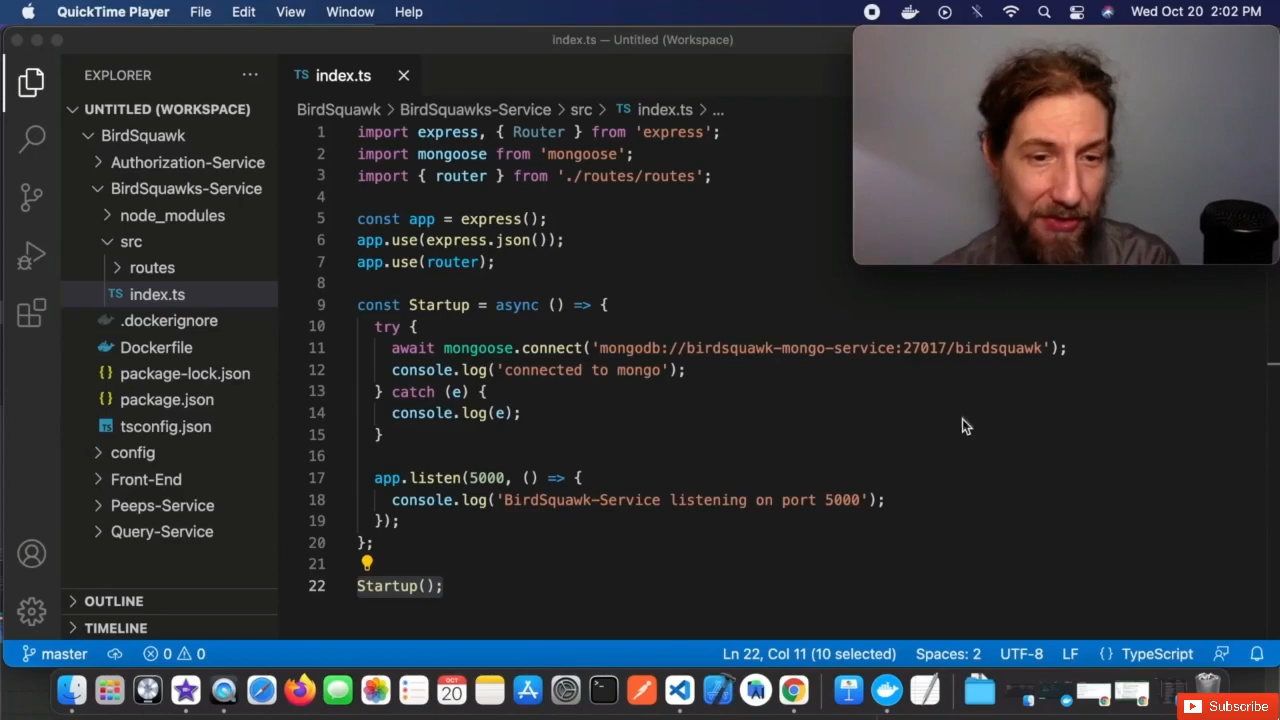 QuickTime Player File Edit View Window Help Wed Oct 20 2:02 PM
index.ts — Untitled (Workspace)
EXPLORER ···
TS index.ts ×
UNTITLED (WORKSPACE)
BirdSquawk > BirdSquawks-Service > src > TS index.ts > ...
BirdSquawk
Authorization-Service
BirdSquawks-Service
node_modules
src
routes
TS index.ts
.dockerignore
Dockerfile
{} package-lock.json
{} package.json
TS tsconfig.json
config
Front-End
Peeps-Service
Query-Service
OUTLINE
TIMELINE
1 import express, { Router } from 'express';
2 import mongoose from 'mongoose';
3 import { router } from './routes/routes';
4
5 const app = express();
6 app.use(express.json());
7 app.use(router);
8
9 const Startup = async () => {
10 try {
11 await mongoose.connect('mongodb://birdsquawk-mongo-service:27017/birdsquawk');
12 console.log('connected to mongo');
13 } catch (e) {
14 console.log(e);
15 }
16
17 app.listen(5000, () => {
18 console.log('BirdSquawk-Service listening on port 5000');
19 });
20 };
21
22 Startup();
master 0 0 Ln 22, Col 11 (10 selected) Spaces: 2 UTF-8 LF {} TypeScript
OCT
20
Subscribe